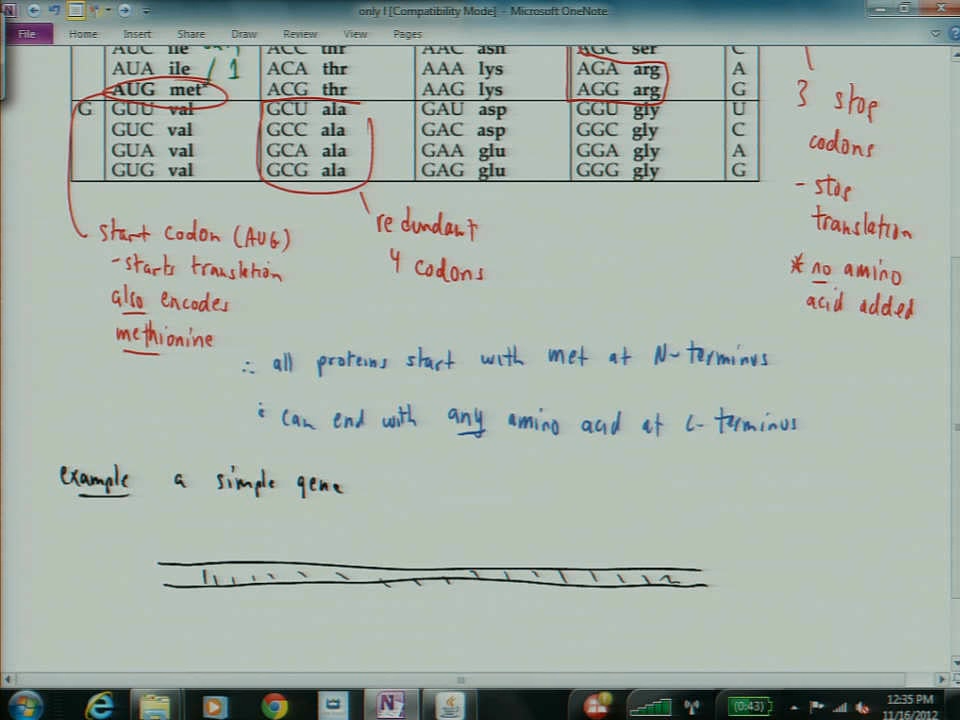 only I [Compatibility Mode] - Microsoft OneNote
File Home Insert Share Draw Review View Pages
AUC ile ACC thr AAC asn AGC ser C
AUA ile / 1 ACA thr AAA lys AGA arg A
AUG met* ACG thr AAG lys AGG arg G
G GUU val GCU ala GAU asp GGU gly U
GUC val GCC ala GAC asp GGC gly C
GUA val GCA ala GAA glu GGA gly A
GUG val GCG ala GAG glu GGG gly G
3 stop
codons
- stop
translation
* no amino
acid added
start codon (AUG)
- starts translation
also encodes
methionine
redundant
4 codons
∴ all proteins start with met at N-terminus
can end with any amino acid at C-terminus
example a simple gene
(0:43)
12:35 PM
11/16/2012